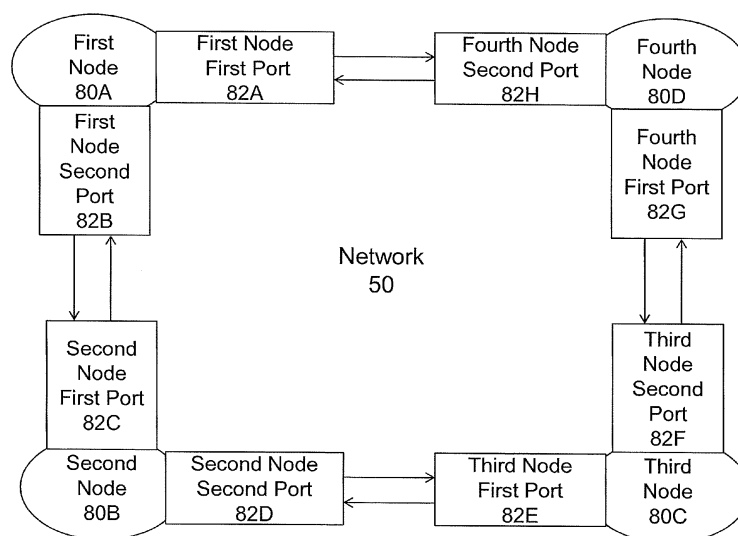 First
Node
80A
First Node
First Port
82A
Fourth Node
Second Port
82H
Fourth
Node
80D
First
Node
Second
Port
82B
Fourth
Node
First Port
82G
Network
50
Second
Node
First Port
82C
Third
Node
Second
Port
82F
Second
Node
80B
Second Node
Second Port
82D
Third Node
First Port
82E
Third
Node
80C